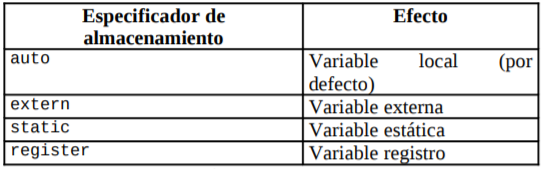 Especificador de Efecto
almacenamiento
auto Variable local (por
defecto)
extern Variable externa
static Variable estática
register Variable registro